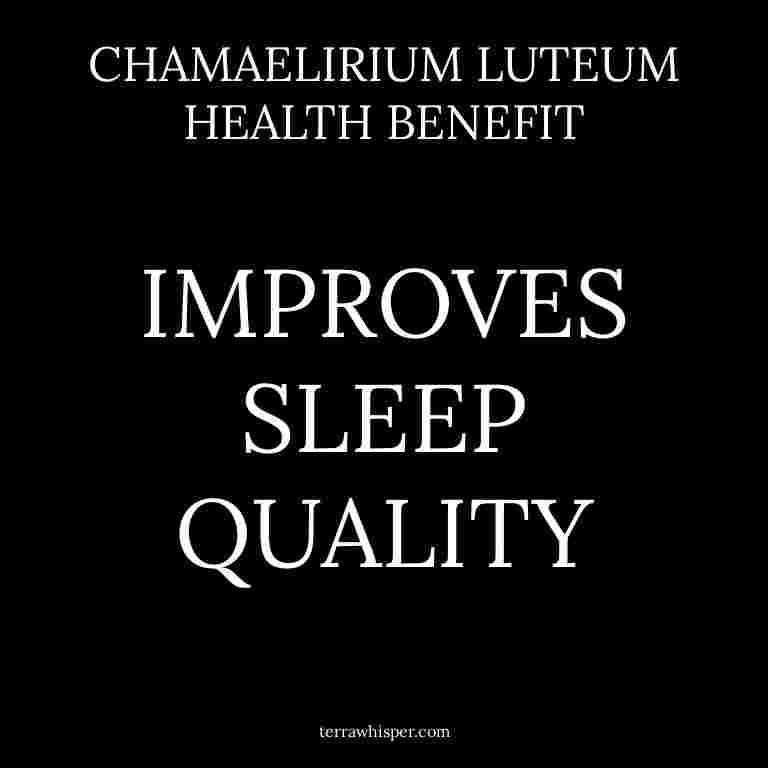 CHAMAELIRIUM LUTEUM
HEALTH BENEFIT
IMPROVES
SLEEP
QUALITY
terrawhisper.com